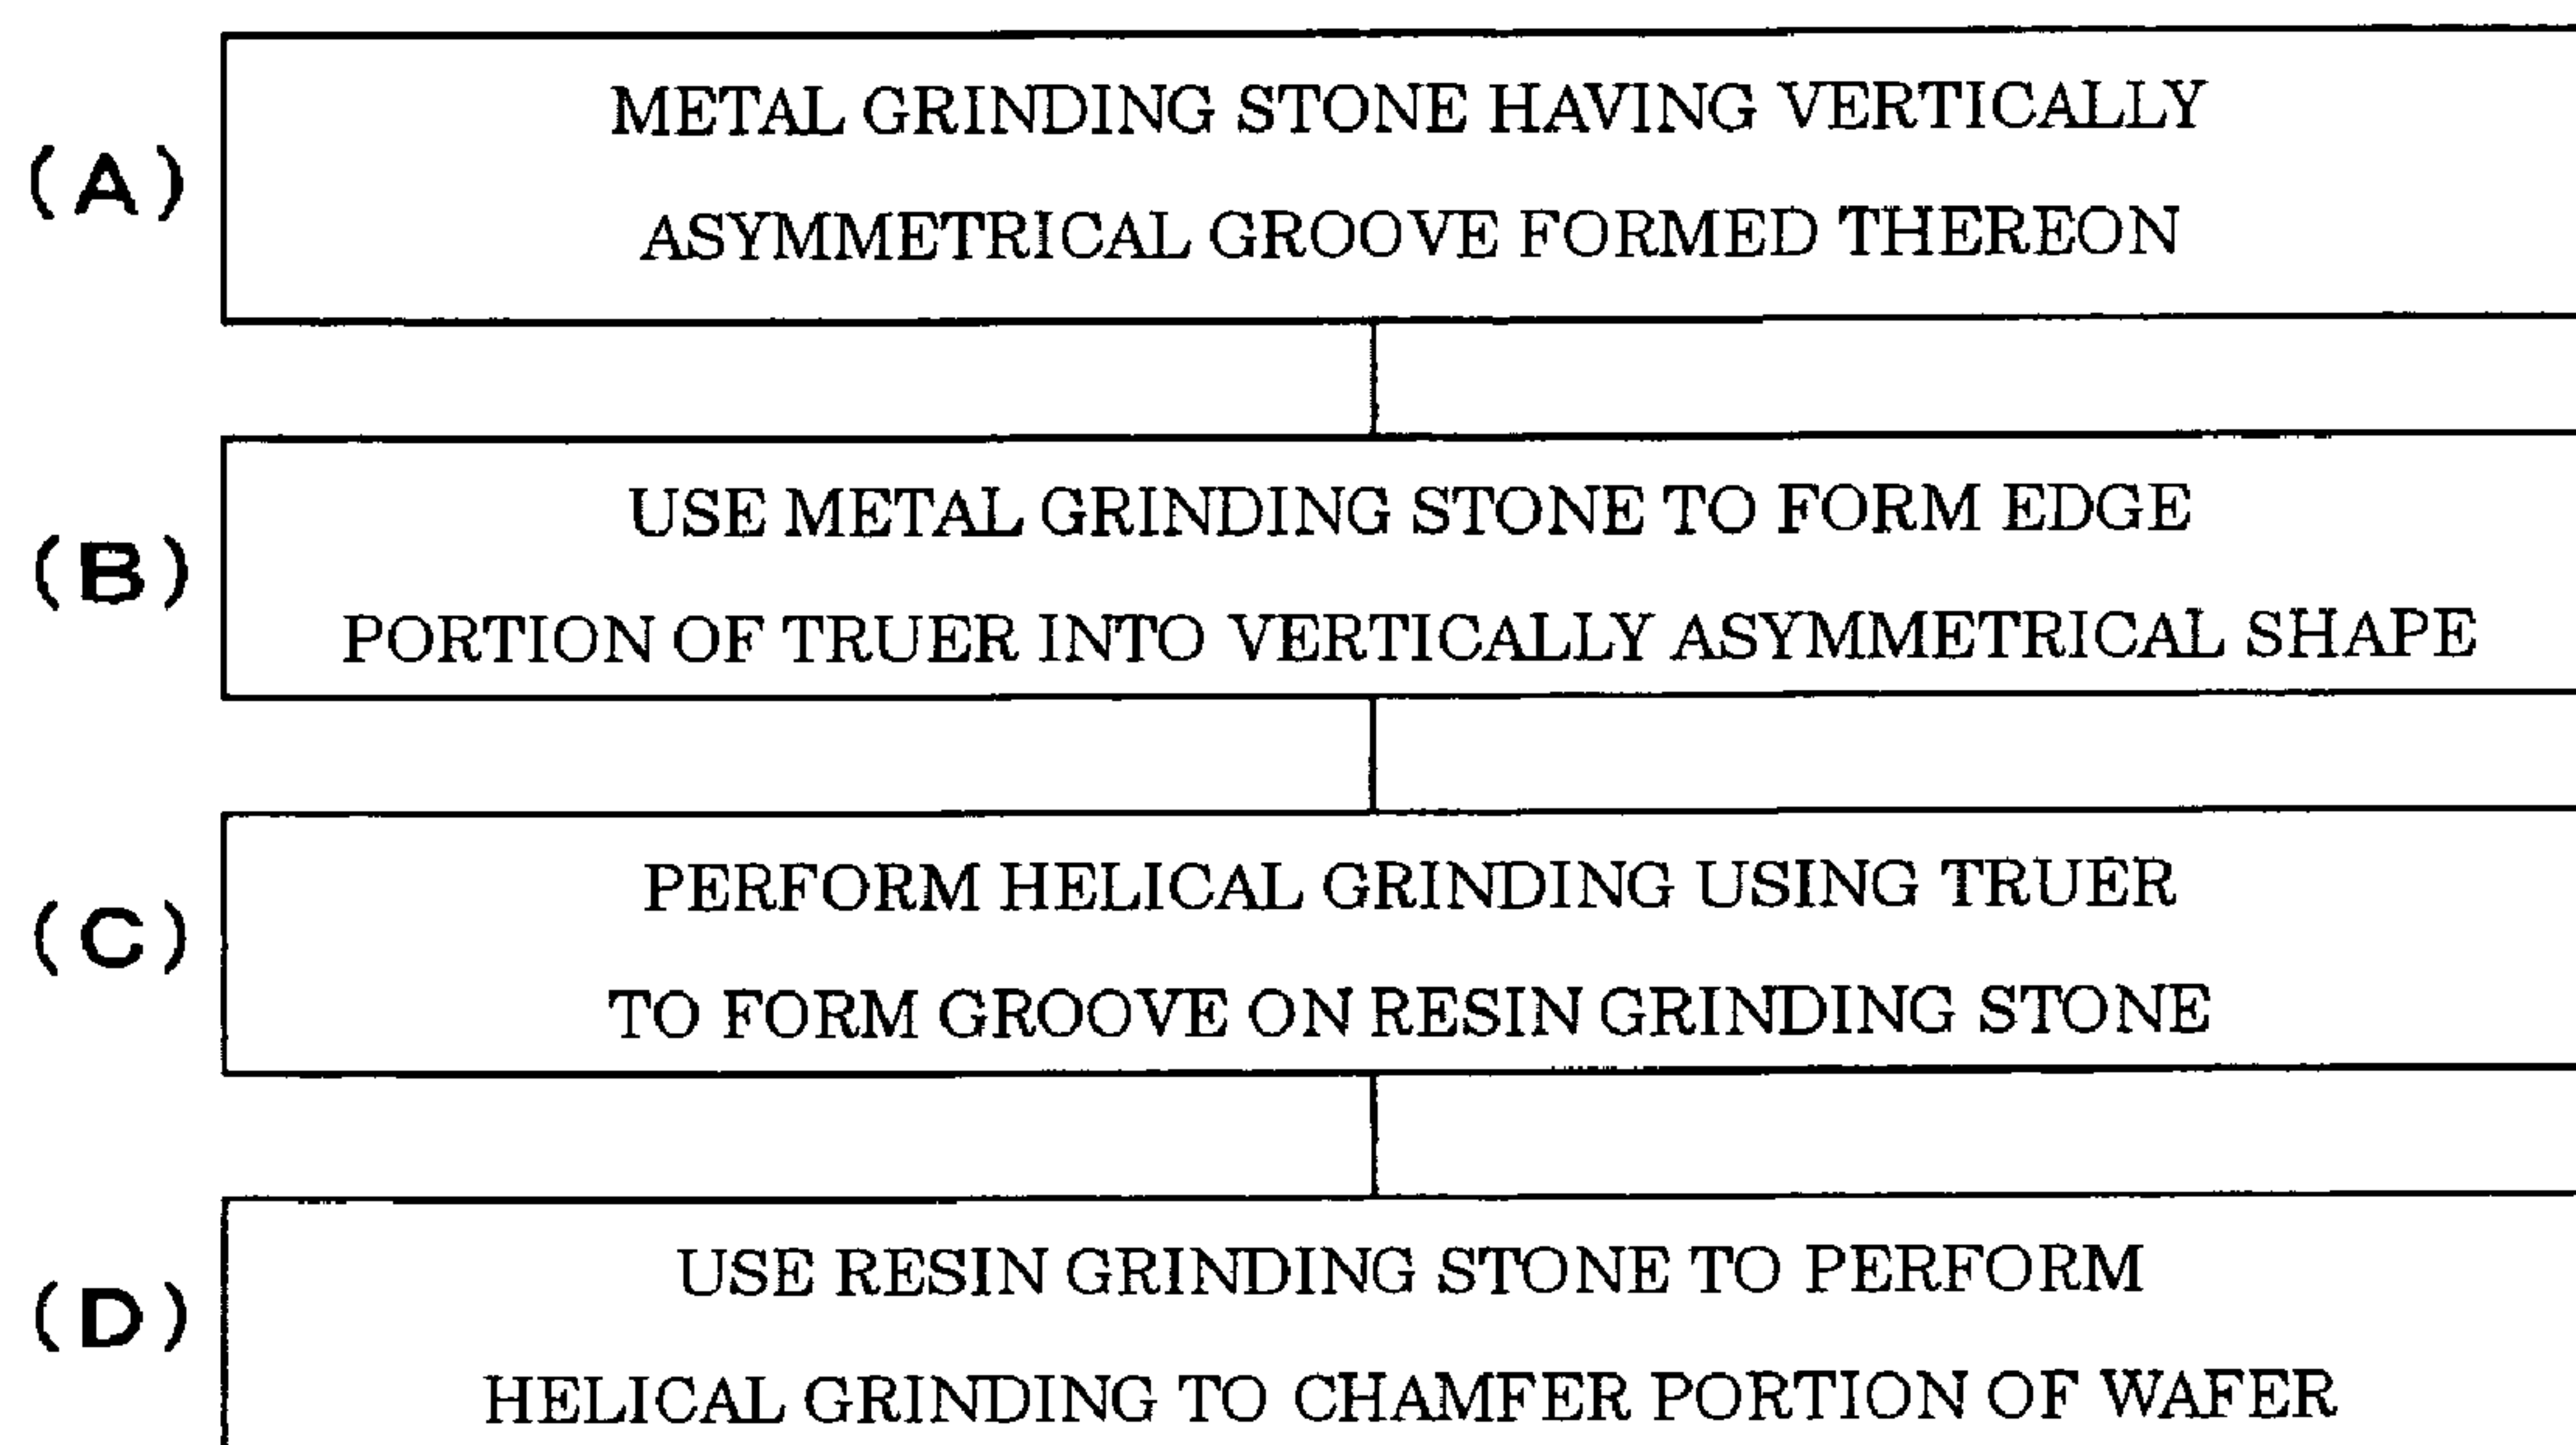 METAL GRINDING STONE HAVING VERTICALLY
(A)
ASYMMETRICAL GROOVE FORMED THEREON
USE METAL GRINDING STONE TO FORM EDGE
(B)
PORTION OF TRUER INTO VERTICALLY ASYMMETRICAL SHAPE
PERFORM HELICAL GRINDING USING TRUER
(C)
TO FORM GROOVE ON RESIN GRINDING STONE
USE RESIN GRINDING STONE TO PERFORM
(D)
HELICAL GRINDING TO CHAMFER PORTION OF WAFER